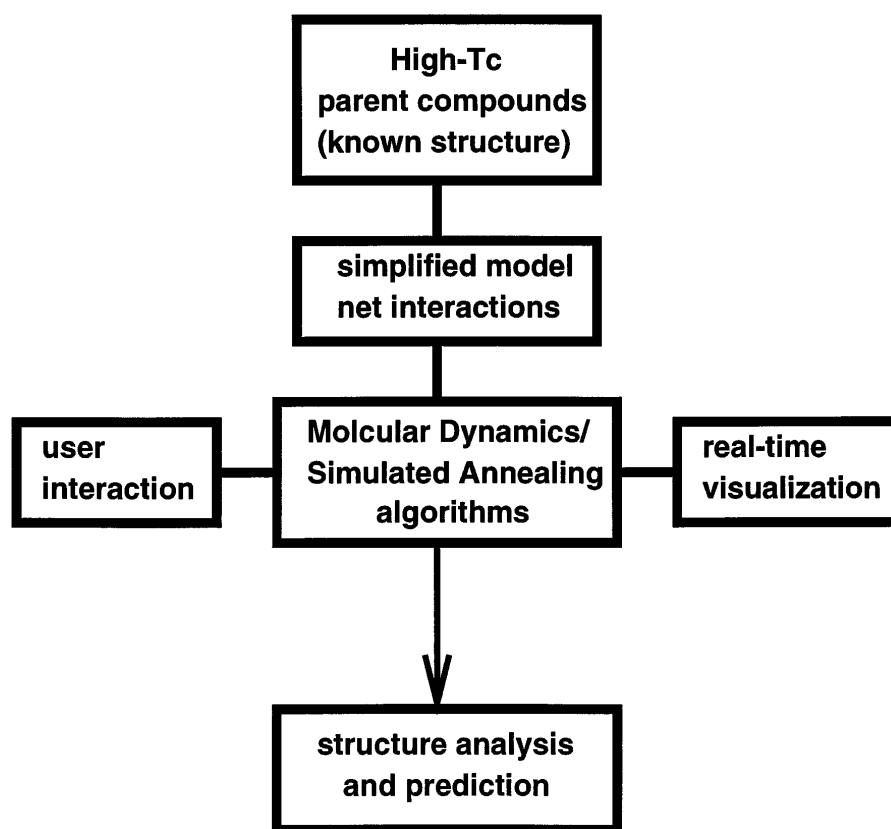 High-Tc
parent compounds
(known structure)
simplified model
net interactions
user
interaction
Molcular Dynamics/
Simulated Annealing
algorithms
real-time
visualization
structure analysis
and prediction